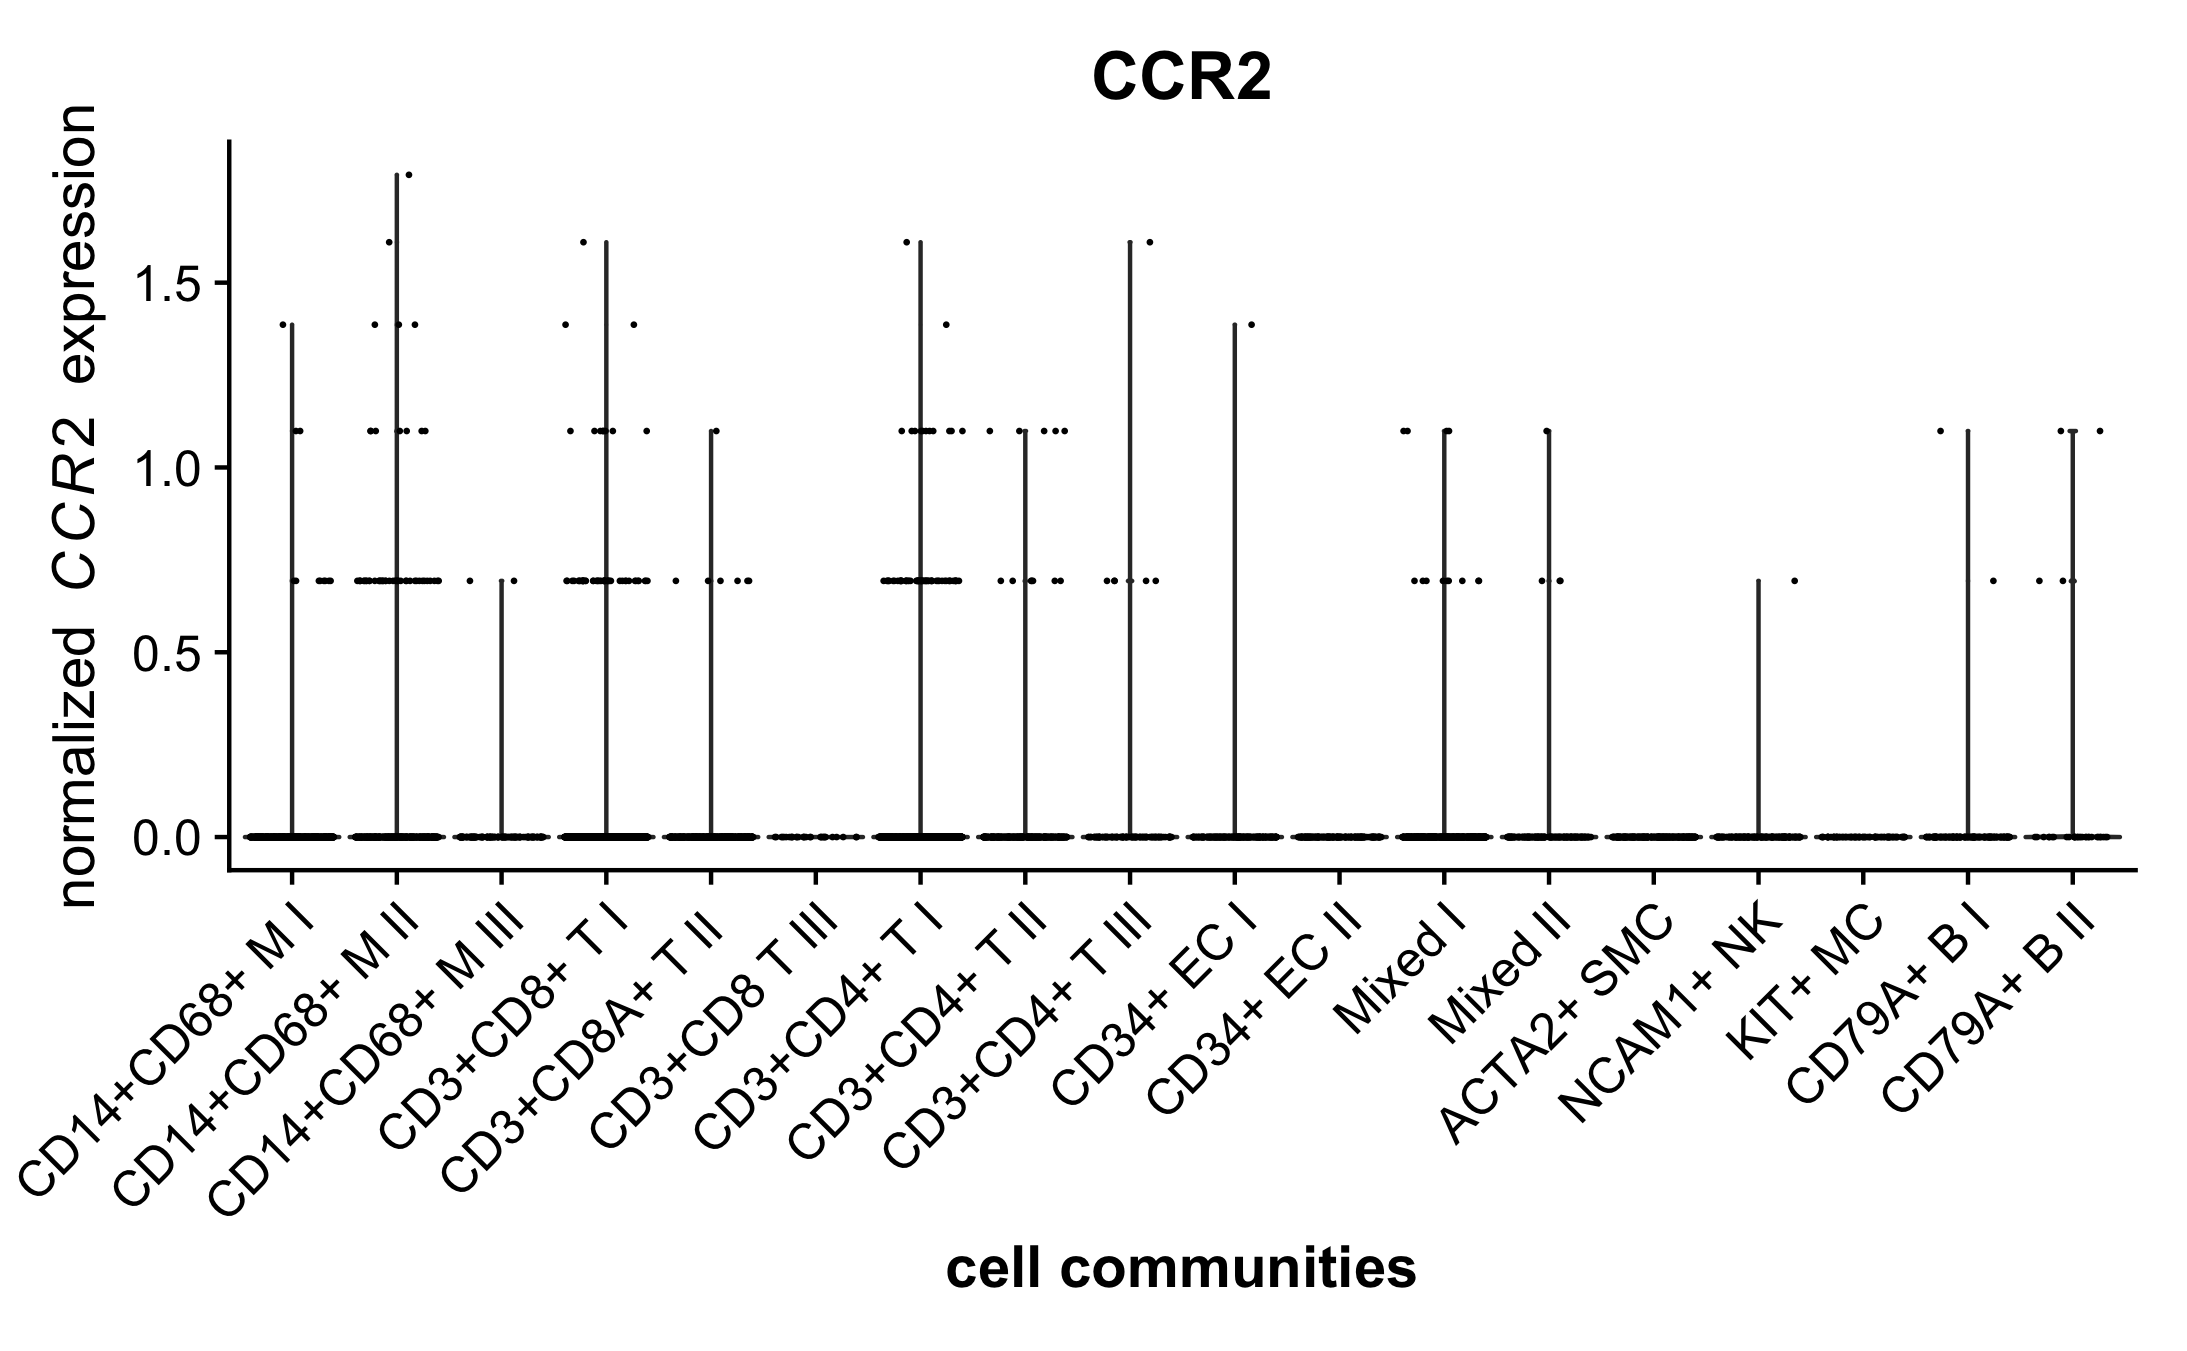 CCR2
normalized CCR2 expression
1.5
1.0
0.5
0.0
CD14+CD68+ M I
CD14+CD68+ M II
CD14+CD68+ M III
CD3+CD8+ T I
CD3+CD8A+ T II
CD3+CD8 T III
CD3+CD4+ T I
CD3+CD4+ T II
CD3+CD4+ T III
CD34+ EC I
CD34+ EC II
Mixed I
Mixed II
ACTA2+ SMC
NCAM1+ NK
KIT+ MC
CD79A+ B I
CD79A+ B II
cell communities